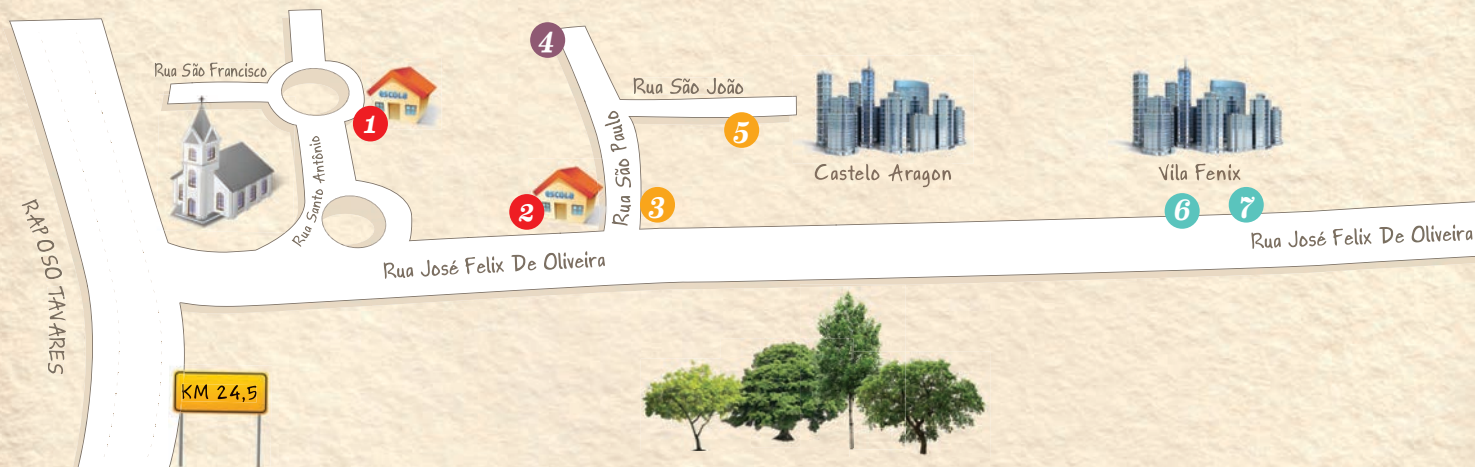 4
Rua São Francisco
escola
1
Rua São João
5
Rua São Paulo
Castelo Aragon
Vila Fenix
Rua Santo Antônio
escola
2
3
6
7
RAPOSO TAVARES
Rua José Felix De Oliveira
Rua José Felix De Oliveira
KM 24,5